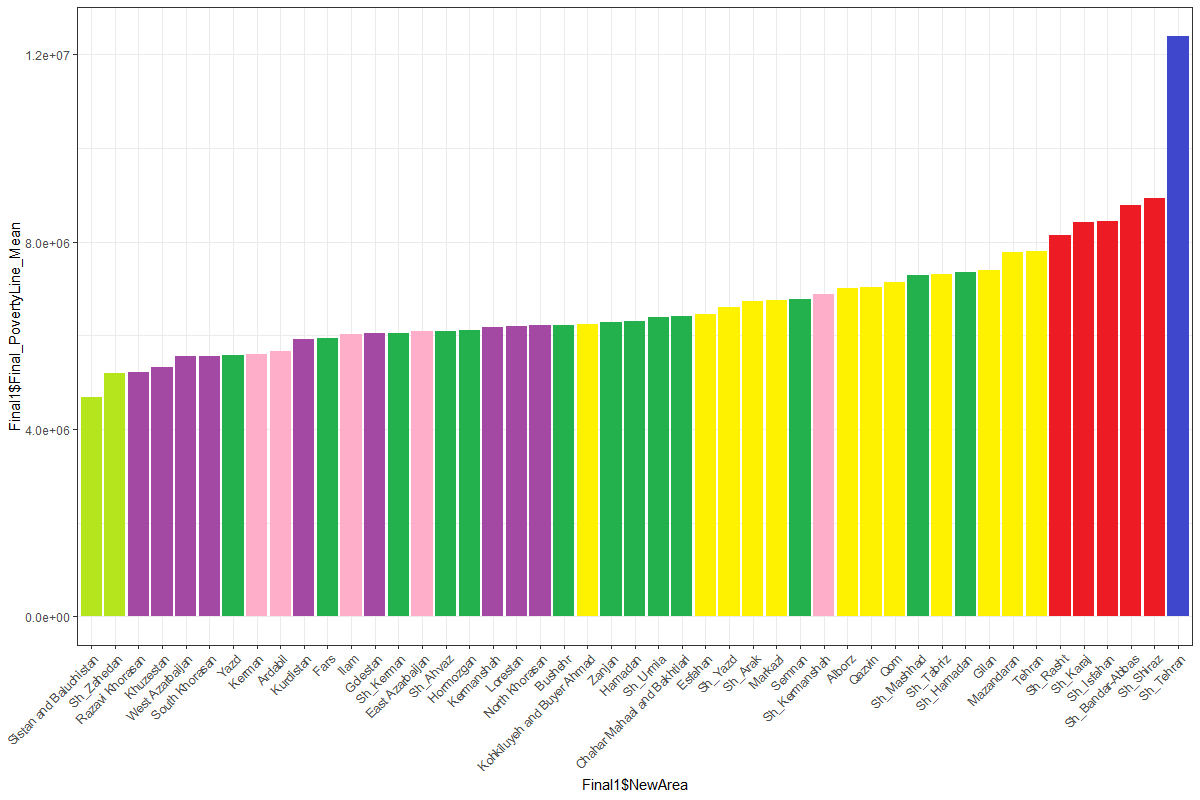 1.2e+07
8.0e+06
4.0e+06
0.0e+00
Final1$Final_PovertyLine_Mean
Sistan and Baluchistan
Sh_Zahedan
Razavi Khorasan
Khuzestan
West Azarbaijan
South Khorasan
Yazd
Kerman
Ardabil
Kurdistan
Fars
Ilam
Golestan
Sh_Kerman
East Azarbaijan
Sh_Ahvaz
Hormozgan
Kermanshah
Lorestan
North Khorasan
Bushehr
Kohkiluyeh and Buyer Ahmad
Zanjan
Hamadan
Sh_Urmia
Chahar Mahaal and Bakhtiari
Esfahan
Sh_Yazd
Sh_Arak
Markazi
Semnan
Sh_Kermanshah
Alborz
Qazvin
Qom
Sh_Mashhad
Sh_Tabriz
Sh_Hamadan
Gilan
Mazandaran
Tehran
Sh_Rasht
Sh_Karaj
Sh_Isfahan
Sh_Bandar-Abbas
Sh_Shiraz
Sh_Tehran
Final1$NewArea